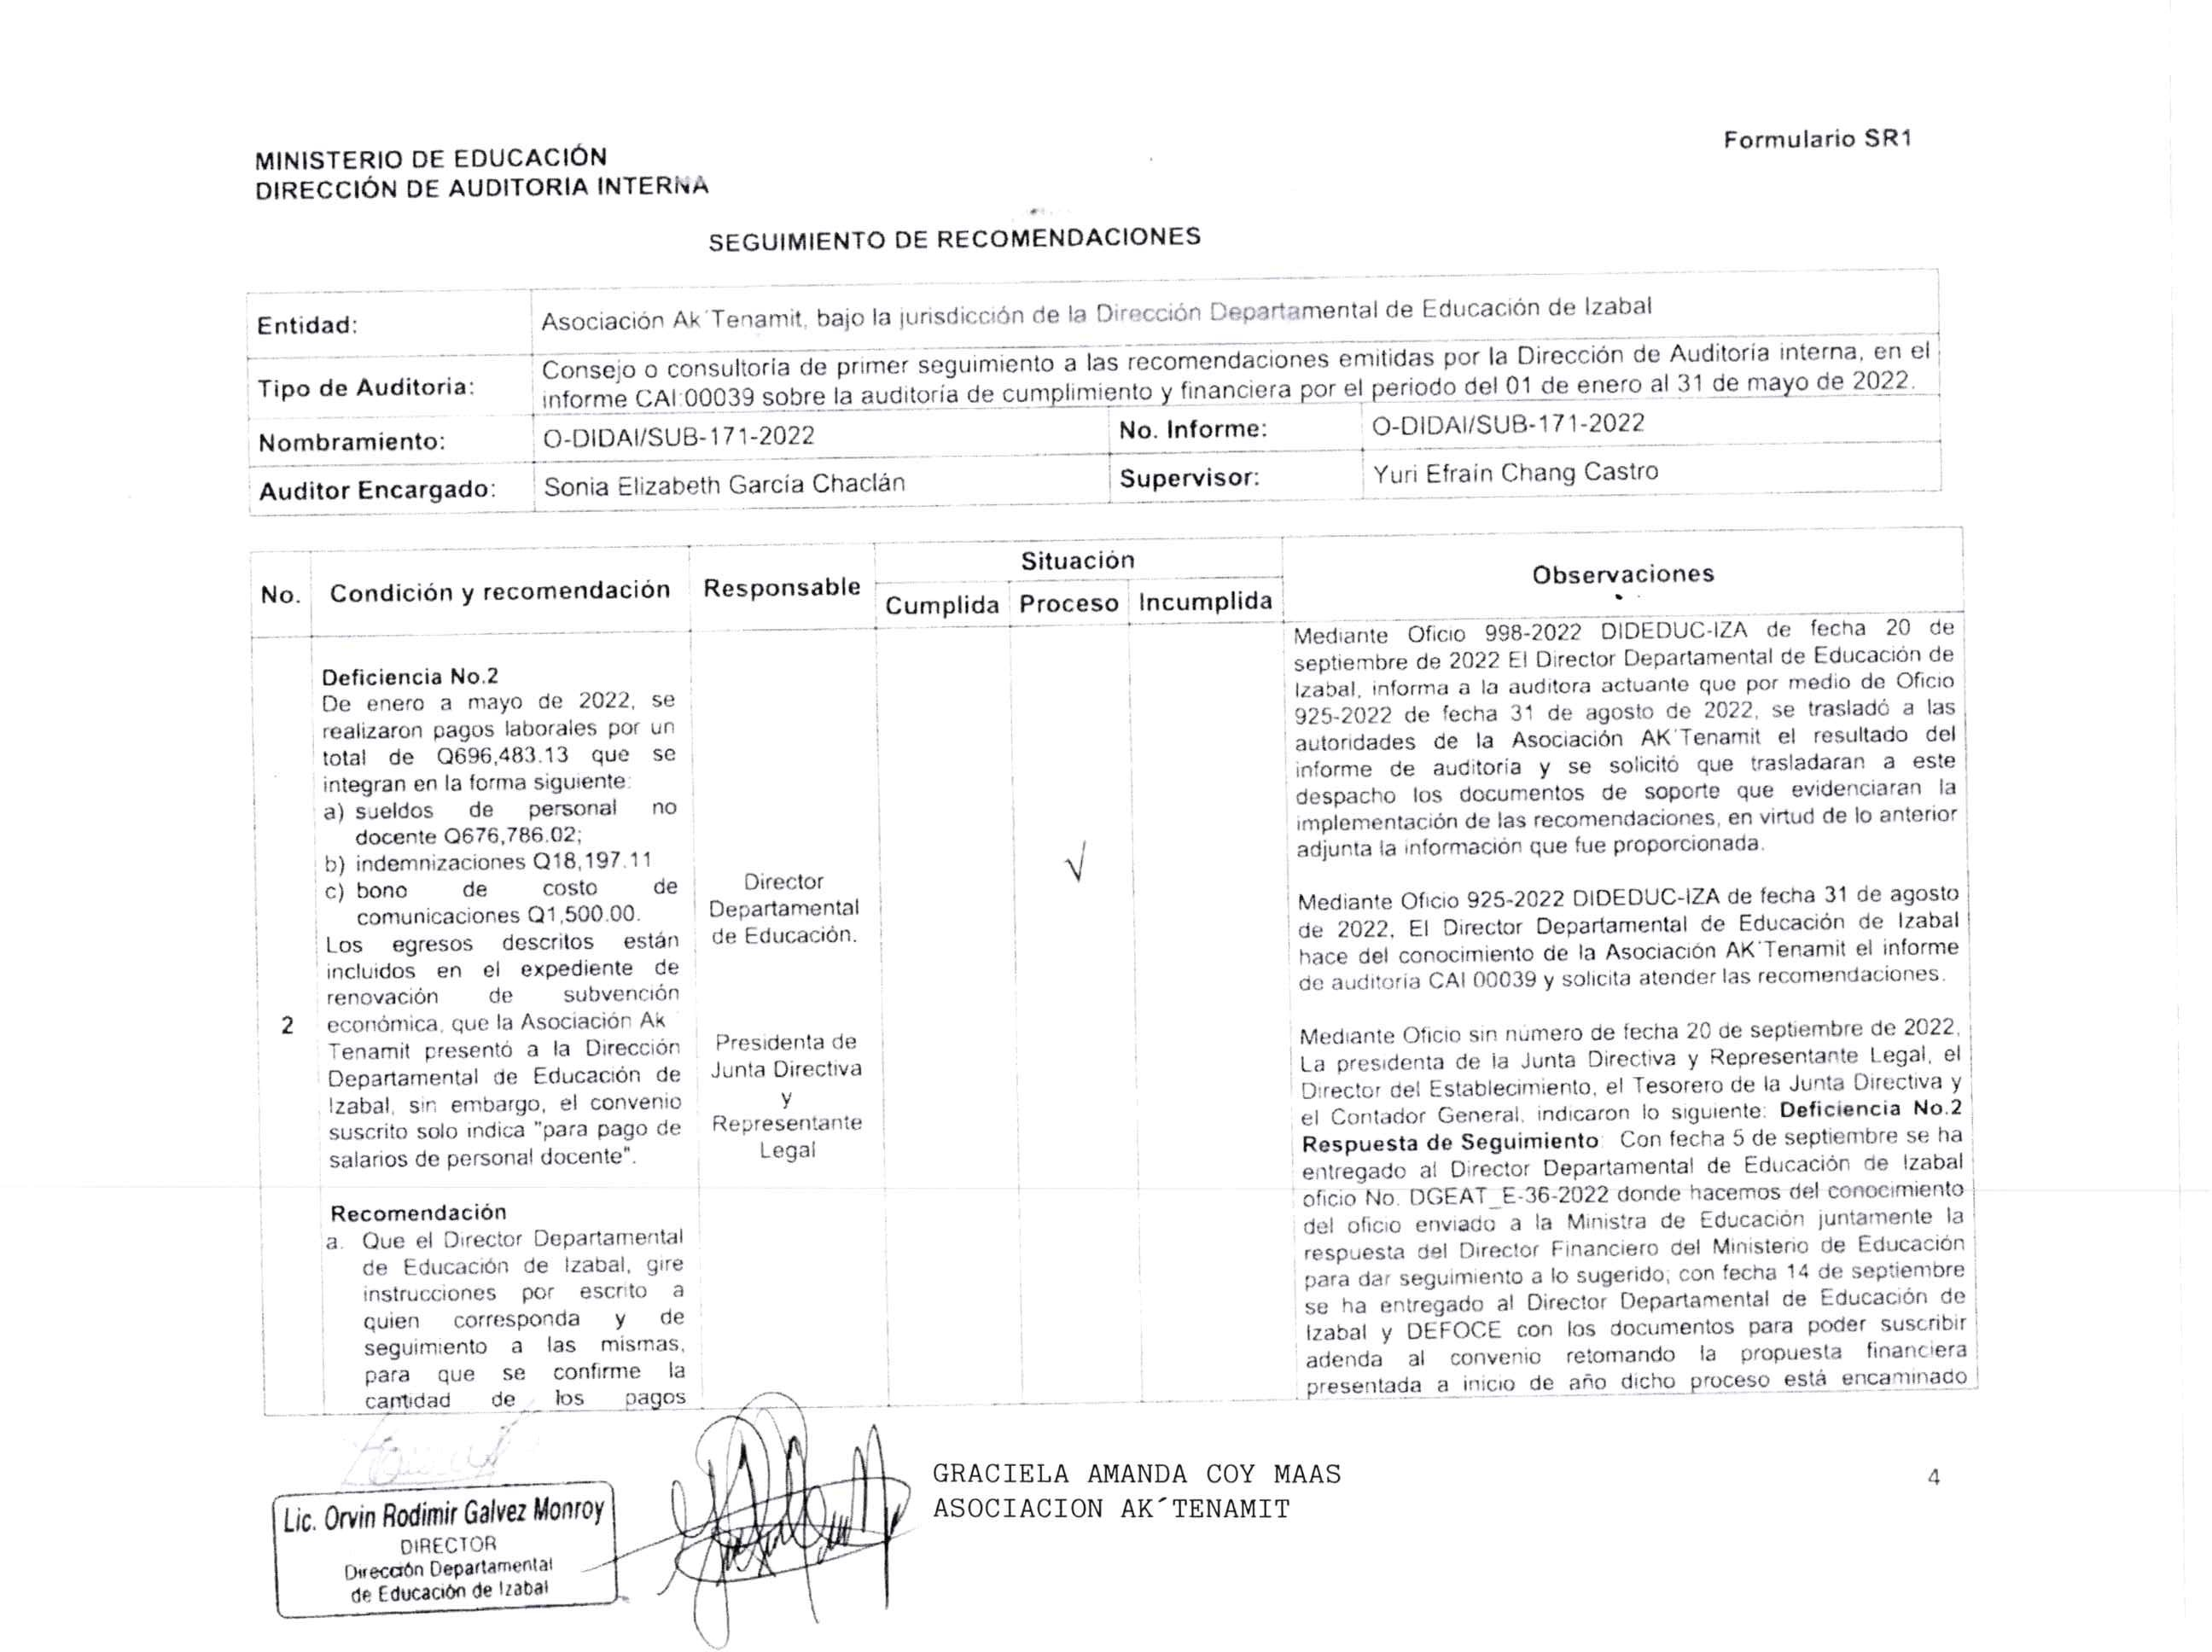 Formulario SR1
MINISTERIO DE EDUCACIÓN
DIRECCIÓN DE AUDITORIA INTERNA
SEGUIMIENTO DE RECOMENDACIONES
Entidad: Asociación Ak´Tenamit, bajo la jurisdicción de la Dirección Departamental de Educación de Izabal
Tipo de Auditoria: Consejo o consultoría de primer seguimiento a las recomendaciones emitidas por la Dirección de Auditoría interna, en el
informe CAI:00039 sobre la auditoría de cumplimiento y financiera por el periodo del 01 de enero al 31 de mayo de 2022.
Nombramiento: O-DIDAI/SUB-171-2022 No. Informe: O-DIDAI/SUB-171-2022
Auditor Encargado: Sonia Elizabeth García Chaclán Supervisor: Yuri Efraín Chang Castro
No. Condición y recomendación Responsable Situación Observaciones
Cumplida Proceso Incumplida
2
Deficiencia No.2
De enero a mayo de 2022, se
realizaron pagos laborales por un
total de Q696,483.13 que se
integran en la forma siguiente:
a) sueldos de personal no
docente Q676,786.02;
b) indemnizaciones Q18,197.11
c) bono de costo de
comunicaciones Q1,500.00.
Los egresos descritos están
incluidos en el expediente de
renovación de subvención
económica, que la Asociación Ak´
Tenamit presentó a la Dirección
Departamental de Educación de
Izabal, sin embargo, el convenio
suscrito solo indica "para pago de
salarios de personal docente".
Recomendación
a. Que el Director Departamental
de Educación de Izabal, gire
instrucciones por escrito a
quien corresponda y de
seguimiento a las mismas,
para que se confirme la
cantidad de los pagos
Director
Departamental
de Educación.
Presidenta de
Junta Directiva
y
Representante
Legal
√
Mediante Oficio 998-2022 DIDEDUC-IZA de fecha 20 de
septiembre de 2022 El Director Departamental de Educación de
Izabal, informa a la auditora actuante que por medio de Oficio
925-2022 de fecha 31 de agosto de 2022, se trasladó a las
autoridades de la Asociación AK´Tenamit el resultado del
informe de auditoría y se solicitó que trasladaran a este
despacho los documentos de soporte que evidenciaran la
implementación de las recomendaciones, en virtud de lo anterior
adjunta la información que fue proporcionada.
Mediante Oficio 925-2022 DIDEDUC-IZA de fecha 31 de agosto
de 2022, El Director Departamental de Educación de Izabal
hace del conocimiento de la Asociación AK´Tenamit el informe
de auditoria CAI 00039 y solicita atender las recomendaciones.
Mediante Oficio sin número de fecha 20 de septiembre de 2022,
La presidenta de la Junta Directiva y Representante Legal, el
Director del Establecimiento, el Tesorero de la Junta Directiva y
el Contador General, indicaron lo siguiente: Deficiencia No.2
Respuesta de Seguimiento: Con fecha 5 de septiembre se ha
entregado al Director Departamental de Educación de Izabal
oficio No. DGEAT_E-36-2022 donde hacemos del conocimiento
del oficio enviado a la Ministra de Educación juntamente la
respuesta del Director Financiero del Ministerio de Educación
para dar seguimiento a lo sugerido; con fecha 14 de septiembre
se ha entregado al Director Departamental de Educación de
Izabal y DEFOCE con los documentos para poder suscribir
adenda al convenio retomando la propuesta financiera
presentada a inicio de año dicho proceso está encaminado
Lic. Orvin Rodimir Galvez Monroy
DIRECTOR
Dirección Departamental
de Educación de Izabal
GRACIELA AMANDA COY MAAS
ASOCIACION AK´TENAMIT
4